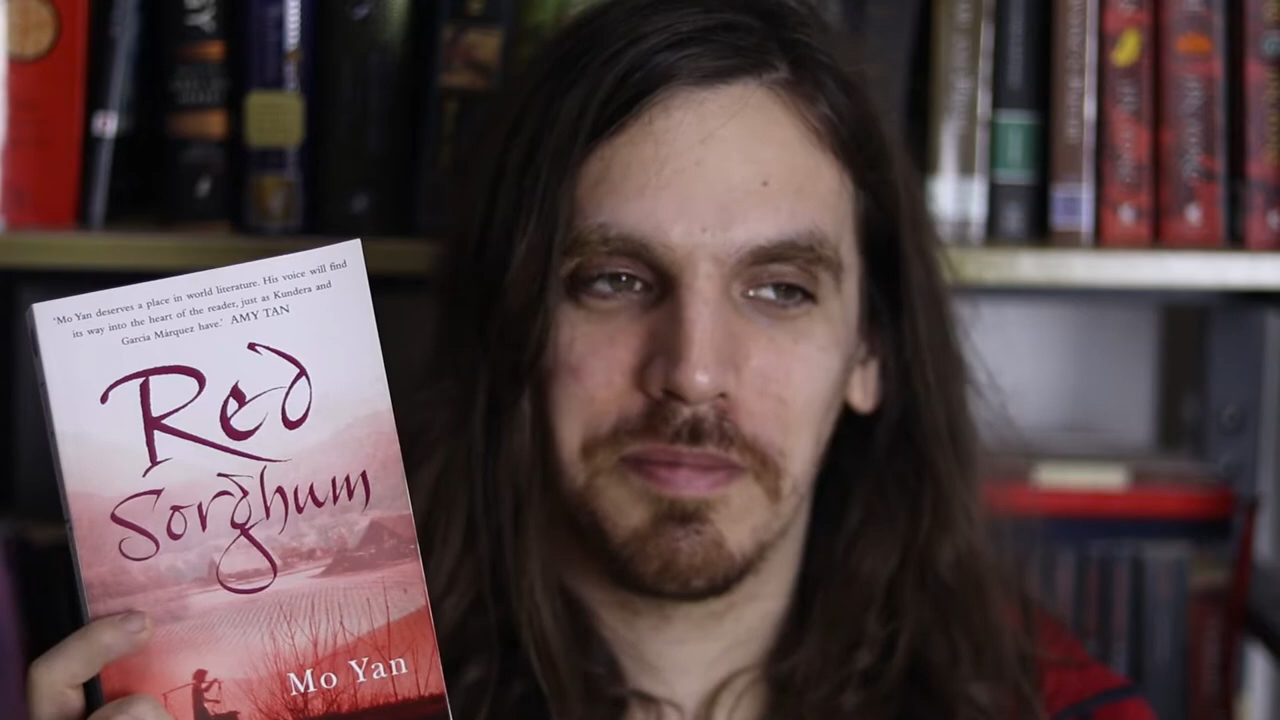 'Mo Yan deserves a place in world literature. His voice will find
its way into the heart of the reader, just as Kundera and
García Márquez have.' AMY TAN
Red
Sorghum
Mo Yan